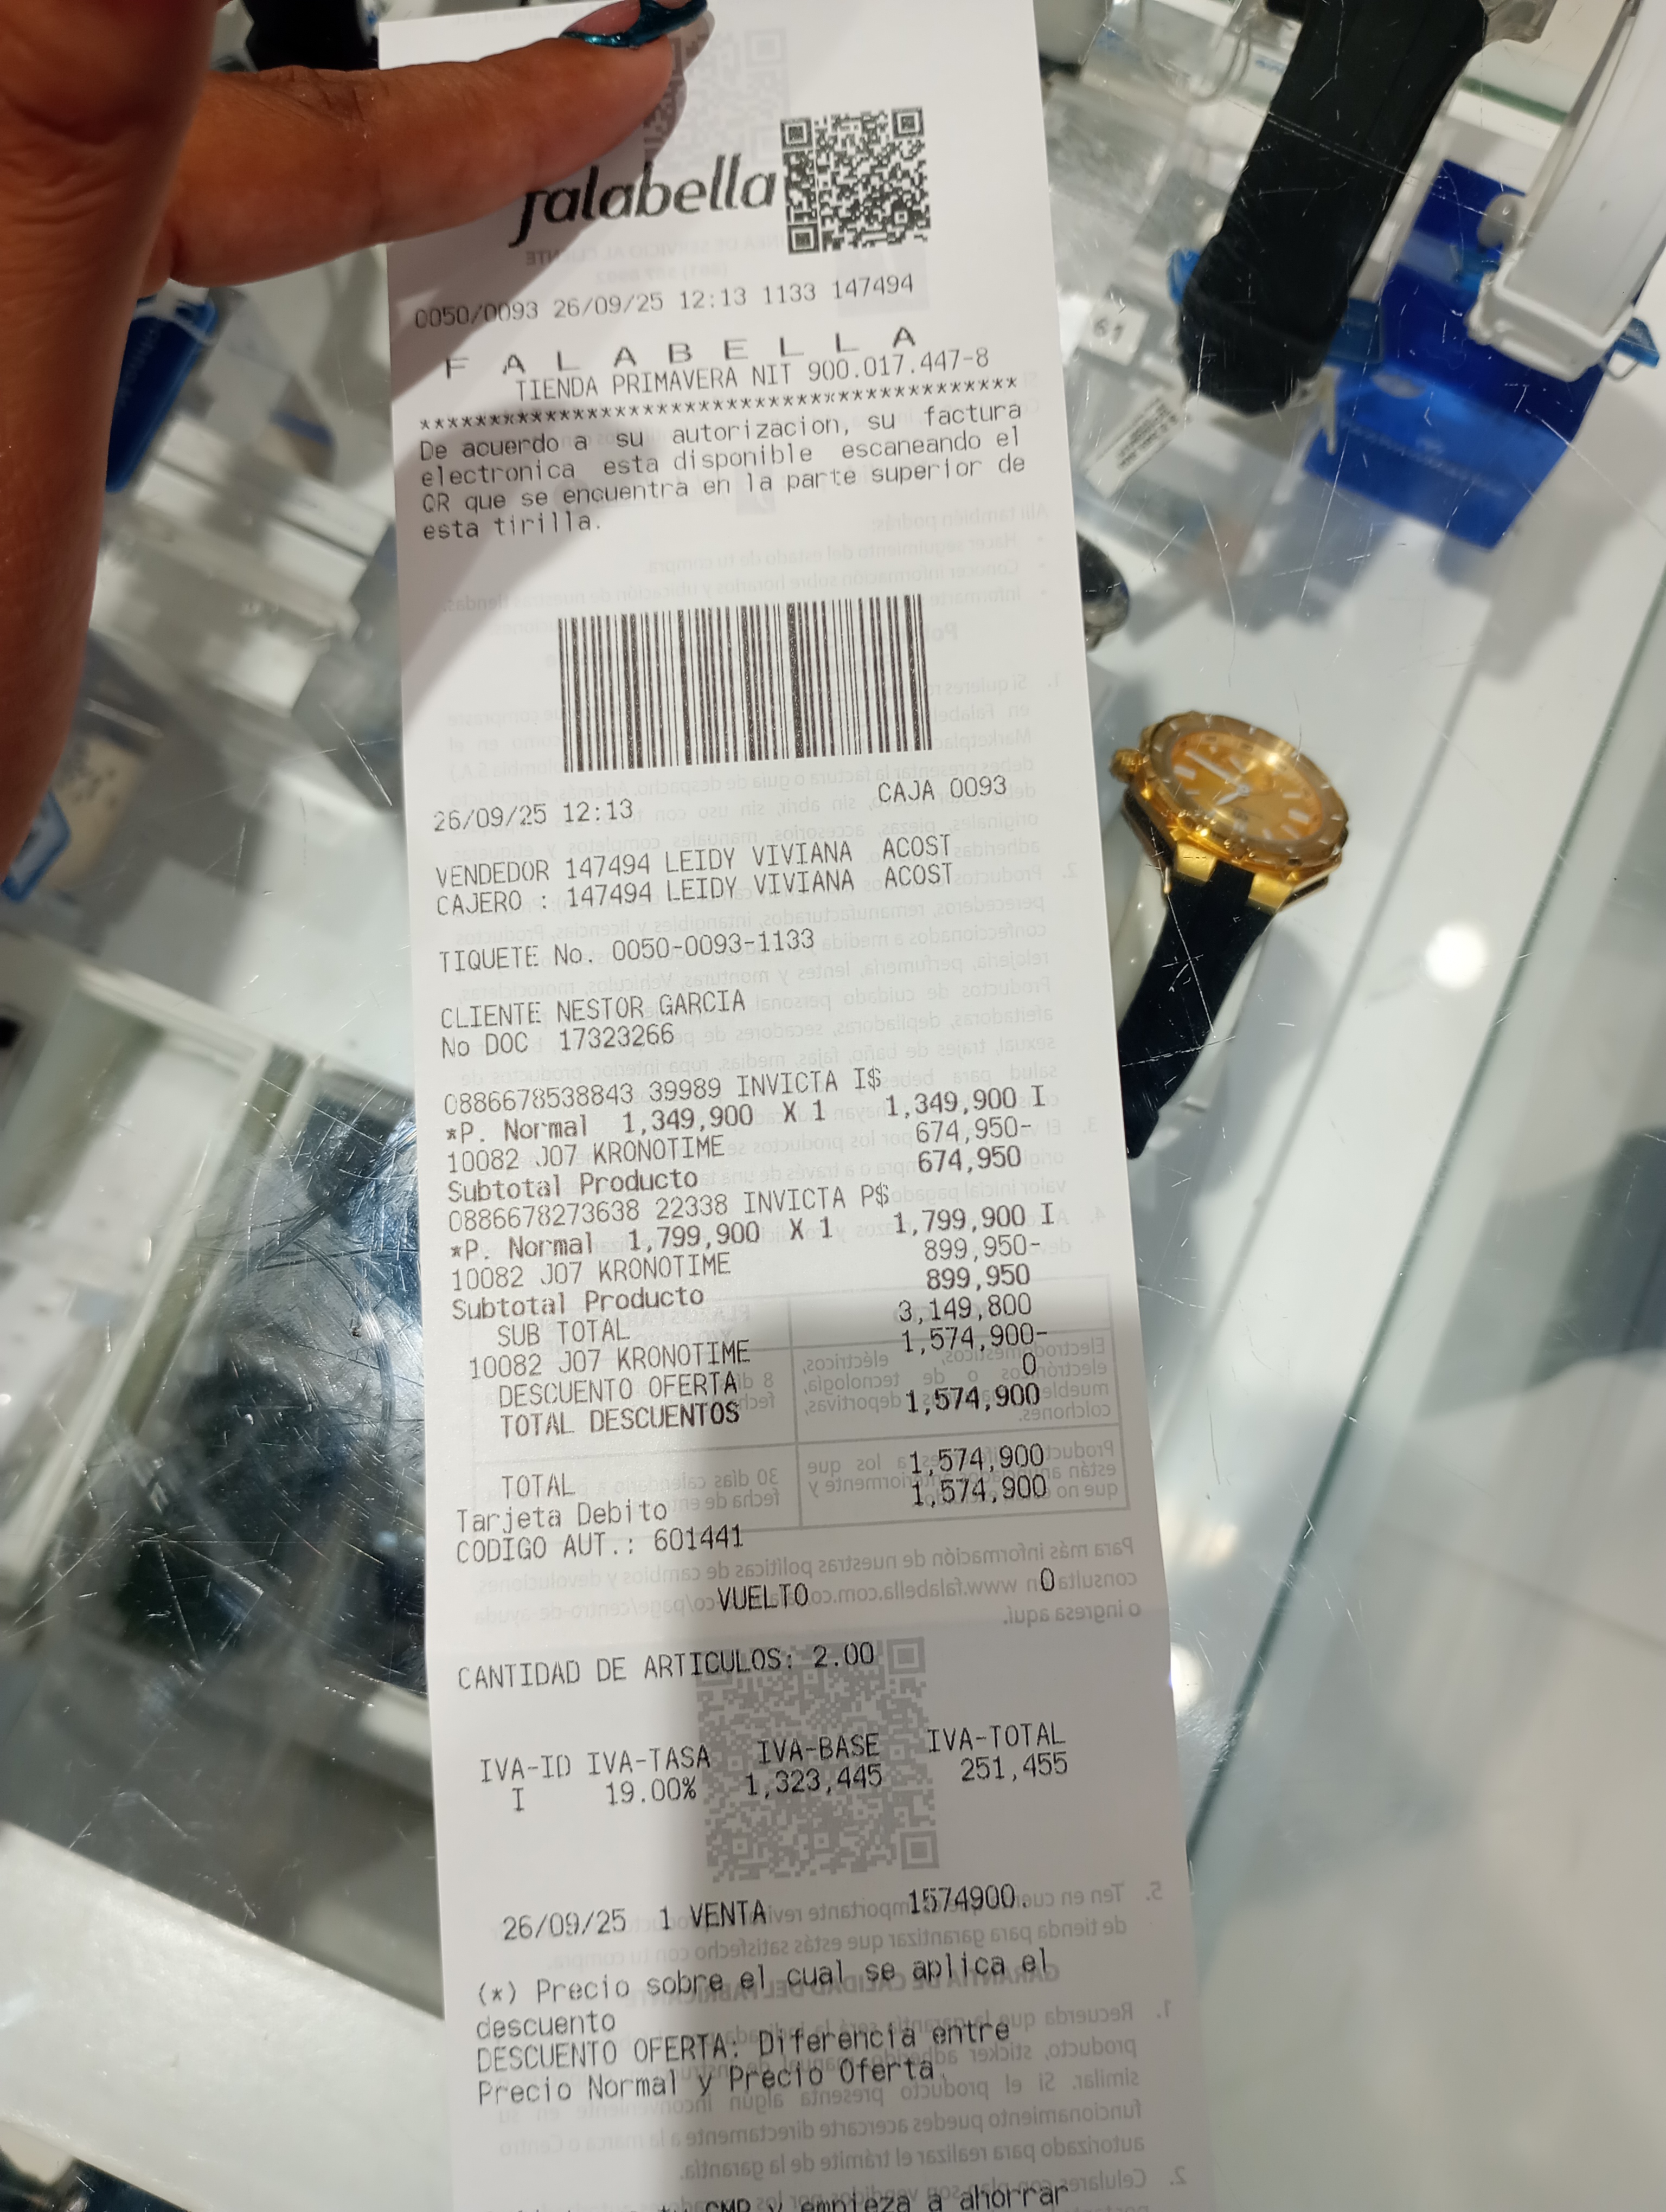 falabella
0050/0093 26/09/25 12:13 1133 147494
F A L A B E L L A
TIENDA PRIMAVERA NIT 900.017.447-8
****************************************
De acuerdo a su autorizacion, su factura
electronica esta disponible escaneando el
QR que se encuentra en la parte superior de
esta tirilla.
26/09/25 12:13 CAJA 0093
VENDEDOR 147494 LEIDY VIVIANA ACOST
CAJERO : 147494 LEIDY VIVIANA ACOST
TIQUETE No. 0050-0093-1133
CLIENTE NESTOR GARCIA
No DOC 17323266
0886678538843 39989 INVICTA I$
*P. Normal 1,349,900 X 1 1,349,900 I
10082 J07 KRONOTIME 674,950-
Subtotal Producto 674,950
0886678273638 22338 INVICTA P$
*P. Normal 1,799,900 X 1 1,799,900 I
10082 J07 KRONOTIME 899,950-
Subtotal Producto 899,950
SUB TOTAL 3,149,800
10082 J07 KRONOTIME 1,574,900-
DESCUENTO OFERTA 0
TOTAL DESCUENTOS 1,574,900
TOTAL 1,574,900
Tarjeta Debito 1,574,900
CODIGO AUT.: 601441
VUELTO 0
CANTIDAD DE ARTICULOS: 2.00
IVA-ID IVA-TASA IVA-BASE IVA-TOTAL
I 19.00% 1,323,445 251,455
26/09/25 1 VENTA 1574900.
(*) Precio sobre el cual se aplica el
descuento
DESCUENTO OFERTA: Diferencia entre
Precio Normal y Precio Oferta.
CMR y empieza a ahorrar
61